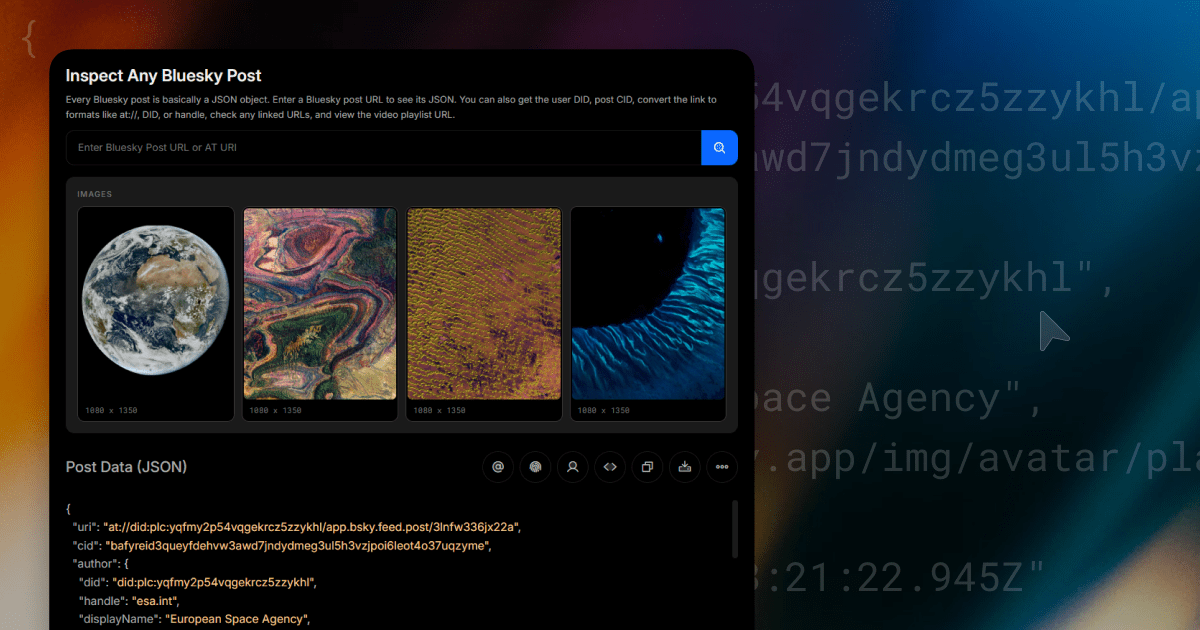 {
Inspect Any Bluesky Post
Every Bluesky post is basically a JSON object. Enter a Bluesky post URL to see its JSON. You can also get the user DID, post CID, convert the link to
formats like at://, DID, or handle, check any linked URLs, and view the video playlist URL.
Enter Bluesky Post URL or AT URI
IMAGES
1080 x 1350
1080 x 1350
1080 x 1350
1080 x 1350
Post Data (JSON)
{
"uri": "at://did:plc:yqfmy2p54vqgekrcz5zzykhl/app.bsky.feed.post/3lnfw336jx22a",
"cid": "bafyreid3queyfdehvw3awd7jndydmeg3ul5h3vzjpoi6leot4o37uqzyme",
"author": {
"did": "did:plc:yqfmy2p54vqgekrcz5zzykhl",
"handle": "esa.int",
"displayName": "European Space Agency",
54vqgekrcz5zzykhl/ap
awd7jndydmeg3ul5h3vz
qgekrcz5zzykhl",
pace Agency",
y.app/img/avatar/pla
:21:22.945Z"